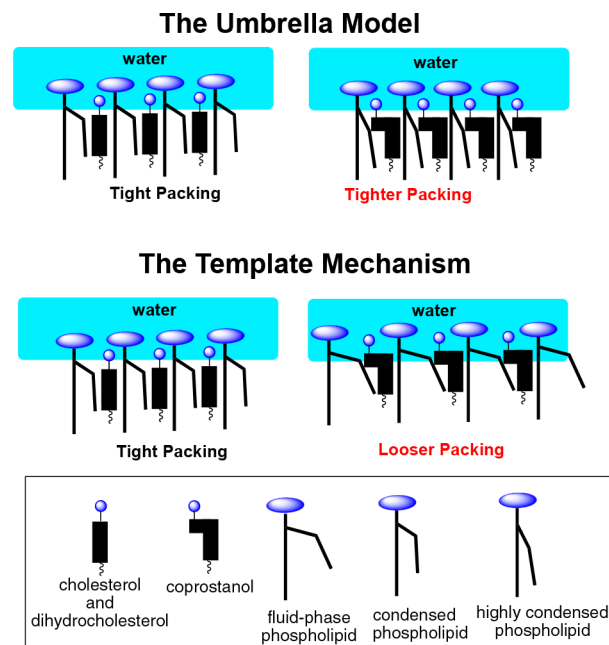 The Umbrella Model
water
water
Tight Packing
Tighter Packing
The Template Mechanism
water
water
Tight Packing
Looser Packing
cholesterol
and
dihydrocholesterol
coprostanol
fluid-phase
phospholipid
condensed
phospholipid
highly condensed
phospholipid